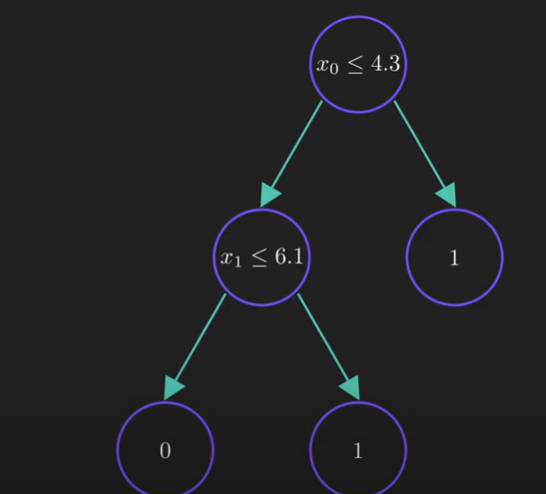 x₀ ≤ 4.3
x₁ ≤ 6.1
1
0
1